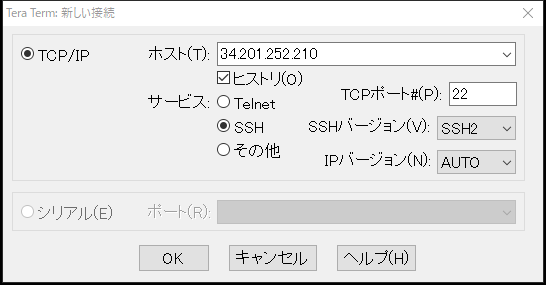 Tera Term: 新しい接続
TCP/IP
ホスト(T): 34.201.252.210
ヒストリ(O)
サービス: Telnet
TCPポート#(P): 22
SSH
SSHバージョン(V): SSH2
その他
IPバージョン(N): AUTO
シリアル(E)
ポート(R):
OK
キャンセル
ヘルプ(H)